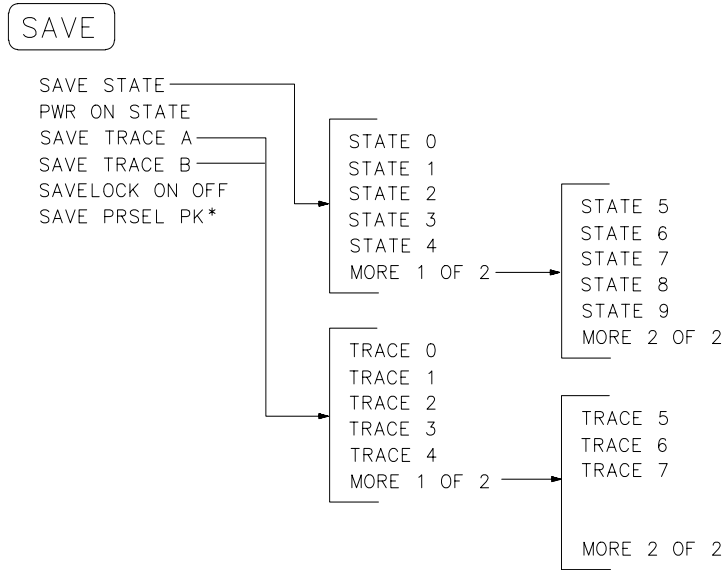 SAVE
SAVE STATE
PWR ON STATE
SAVE TRACE A
SAVE TRACE B
SAVELOCK ON OFF
SAVE PRSEL PK*
STATE 0
STATE 1
STATE 2
STATE 3
STATE 4
MORE 1 OF 2
STATE 5
STATE 6
STATE 7
STATE 8
STATE 9
MORE 2 OF 2
TRACE 0
TRACE 1
TRACE 2
TRACE 3
TRACE 4
MORE 1 OF 2
TRACE 5
TRACE 6
TRACE 7
MORE 2 OF 2